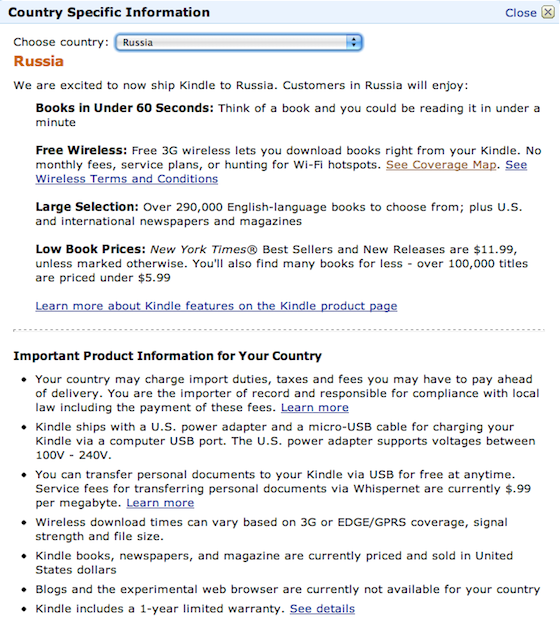 Country Specific Information
Close
Choose country: Russia
Russia
We are excited to now ship Kindle to Russia. Customers in Russia will enjoy:
Books in Under 60 Seconds: Think of a book and you could be reading it in under a
minute
Free Wireless: Free 3G wireless lets you download books right from your Kindle. No
monthly fees, service plans, or hunting for Wi-Fi hotspots. See Coverage Map. See
Wireless Terms and Conditions
Large Selection: Over 290,000 English-language books to choose from; plus U.S.
and international newspapers and magazines
Low Book Prices: New York Times® Best Sellers and New Releases are $11.99,
unless marked otherwise. You'll also find many books for less - over 100,000 titles
are priced under $5.99
Learn more about Kindle features on the Kindle product page
Important Product Information for Your Country
• Your country may charge import duties, taxes and fees you may have to pay ahead
of delivery. You are the importer of record and responsible for compliance with local
law including the payment of these fees. Learn more
• Kindle ships with a U.S. power adapter and a micro-USB cable for charging your
Kindle via a computer USB port. The U.S. power adapter supports voltages between
100V - 240V.
• You can transfer personal documents to your Kindle via USB for free at anytime.
Service fees for transferring personal documents via Whispernet are currently $.99
per megabyte. Learn more
• Wireless download times can vary based on 3G or EDGE/GPRS coverage, signal
strength and file size.
• Kindle books, newspapers, and magazine are currently priced and sold in United
States dollars
• Blogs and the experimental web browser are currently not available for your country
• Kindle includes a 1-year limited warranty. See details